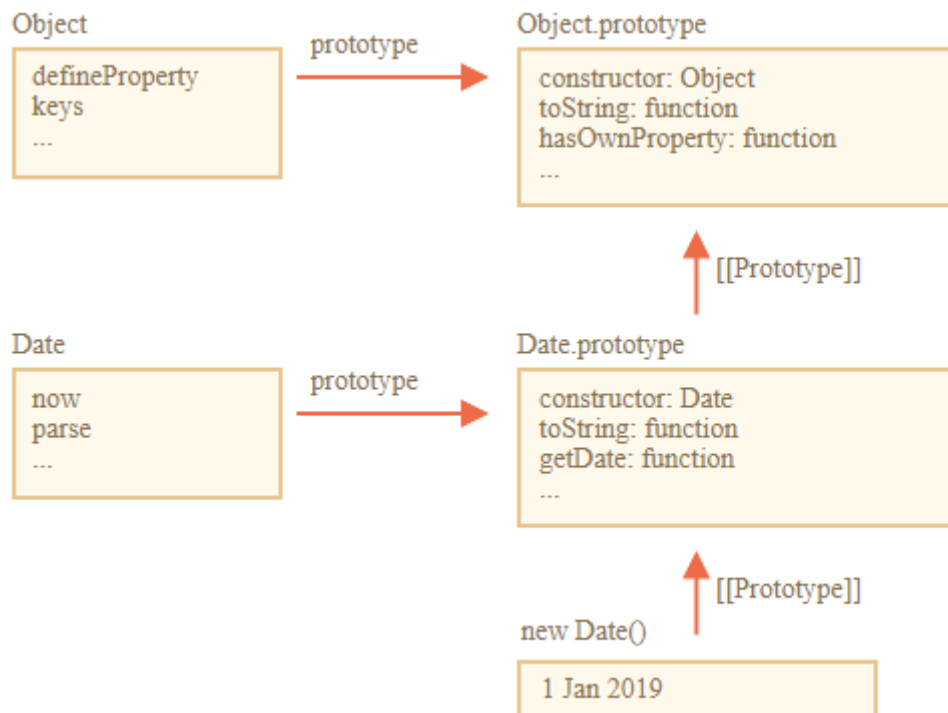 Object
defineProperty
keys
...
prototype
Object.prototype
constructor: Object
toString: function
hasOwnProperty: function
...
[[Prototype]]
Date
now
parse
...
prototype
Date.prototype
constructor: Date
toString: function
getDate: function
...
[[Prototype]]
new Date()
1 Jan 2019